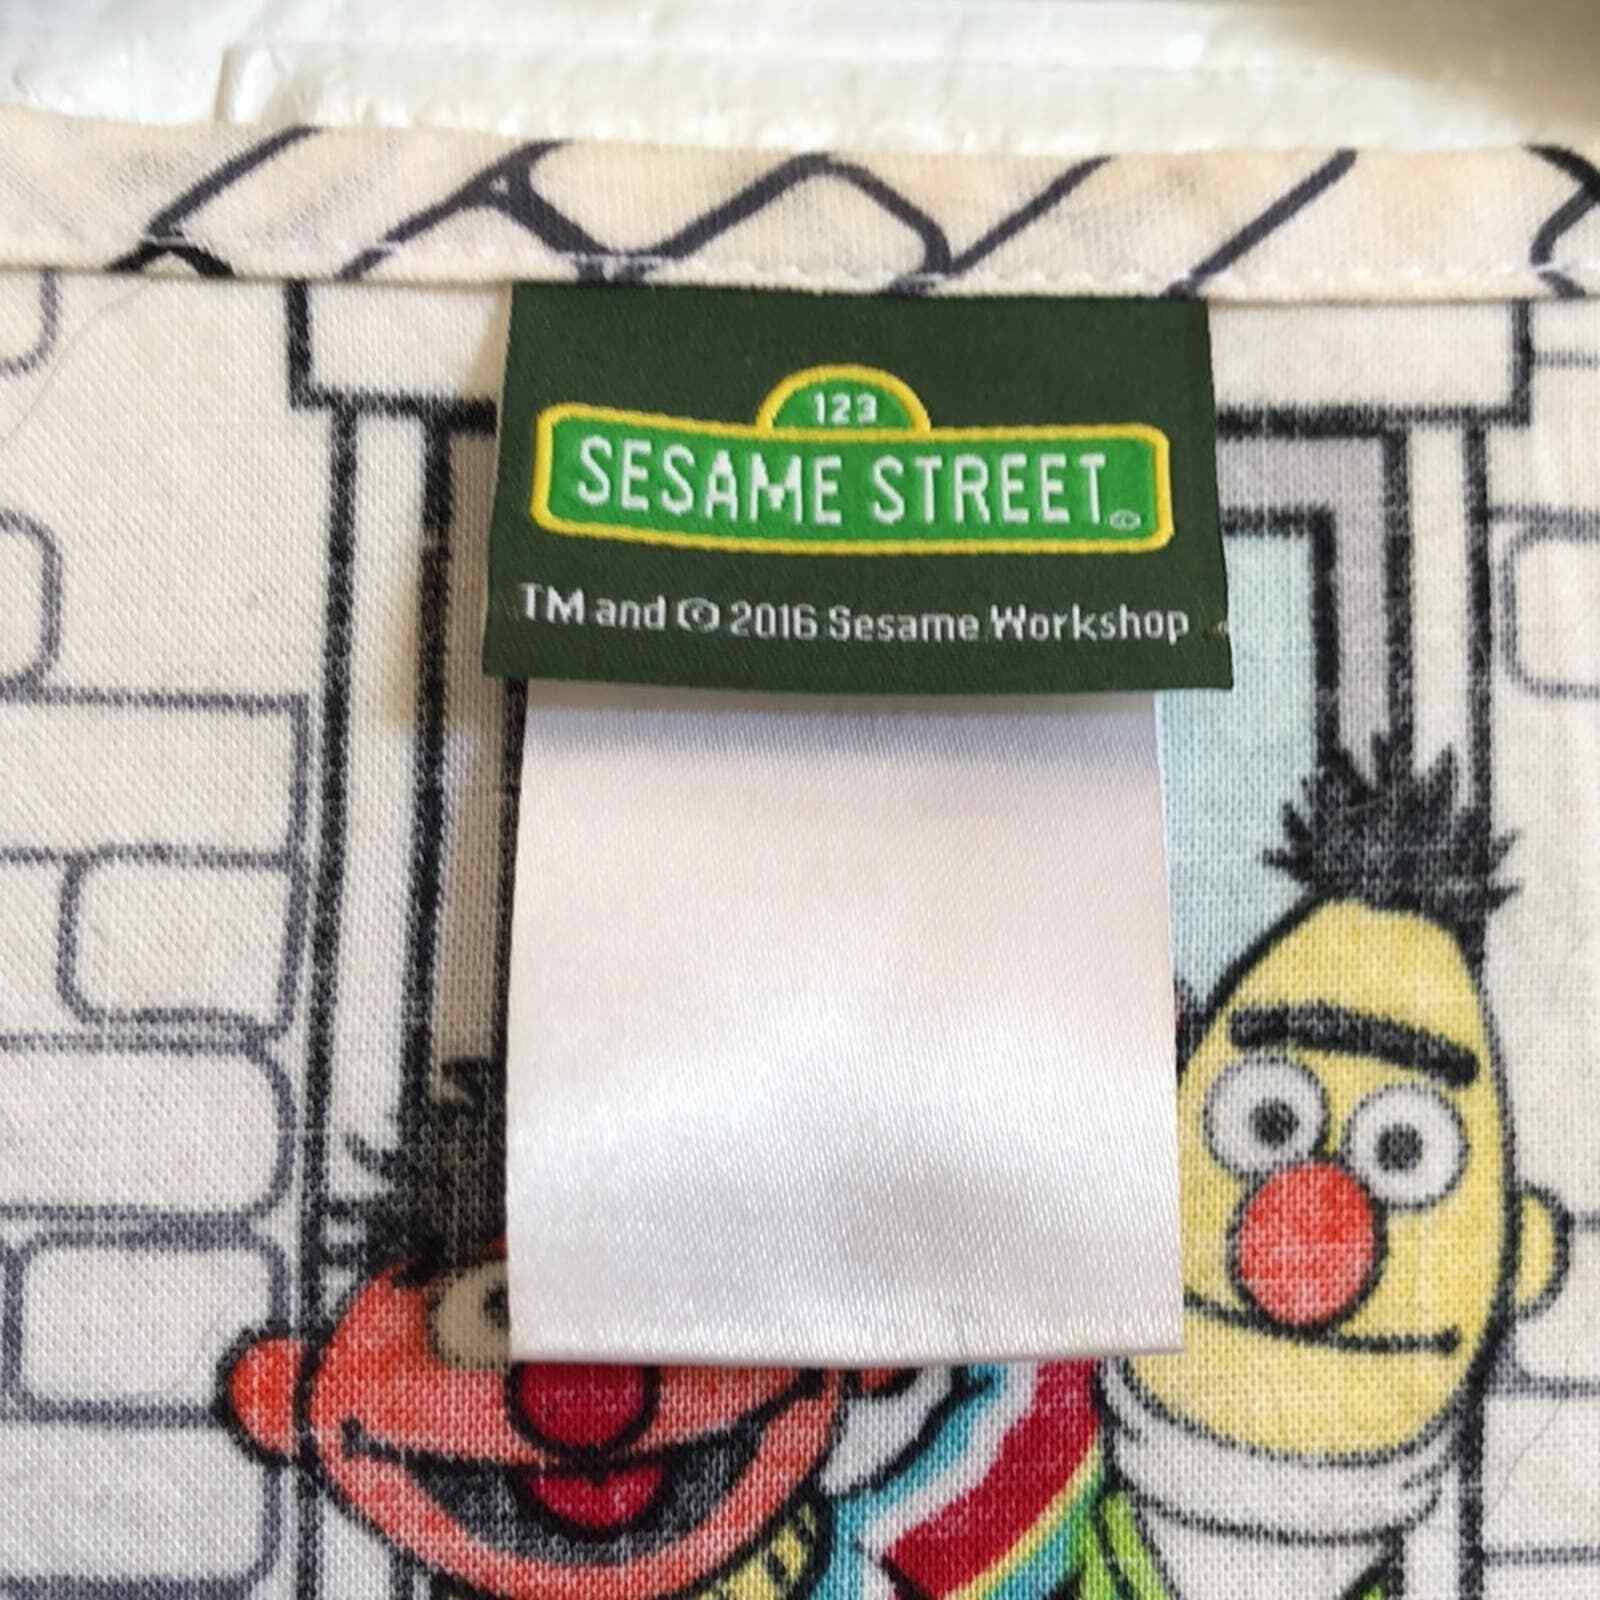 123
SESAME STREET®
TM and © 2016 Sesame Workshop